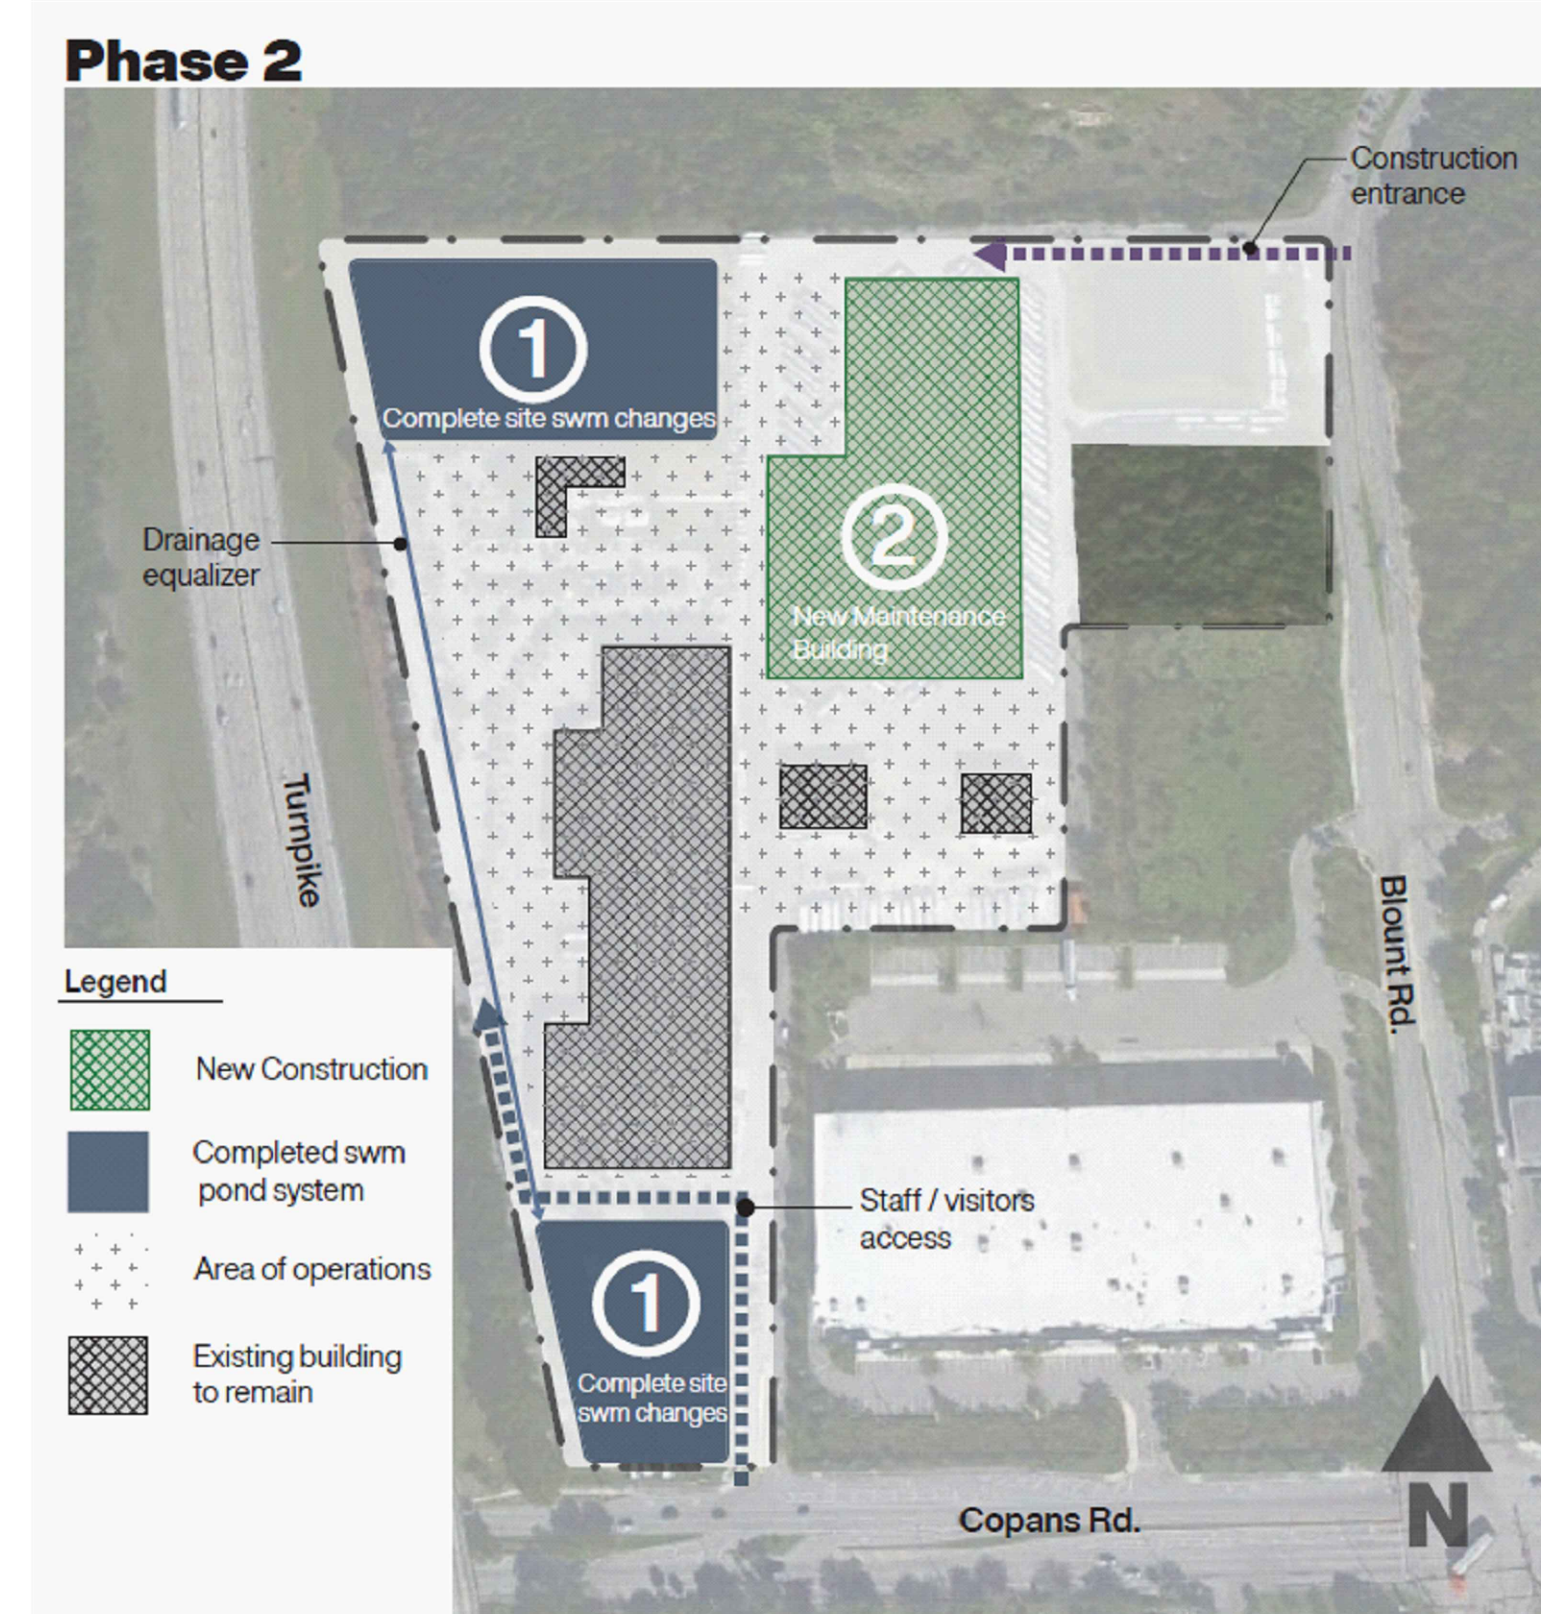 Phase 2
Construction
entrance
1
Complete site swm changes
2
New Maintenance
Building
Drainage
equalizer
Turnpike
Blount Rd.
Legend
New Construction
Completed swm
pond system
Area of operations
Existing building
to remain
Staff / visitors
access
1
Complete site
swm changes
Copans Rd.
N